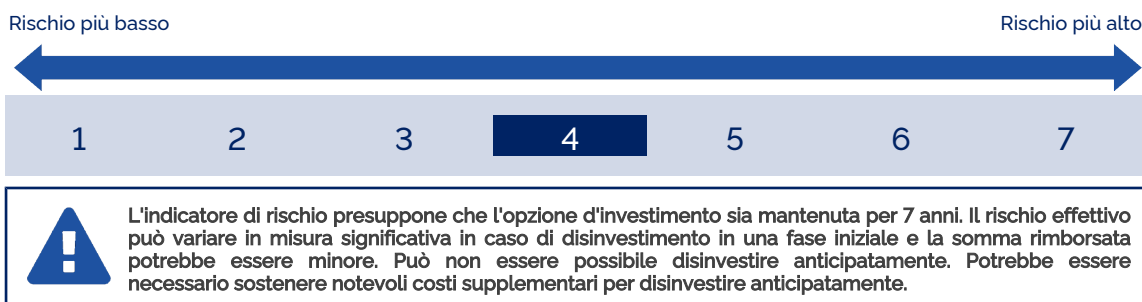 Rischio più basso Rischio più alto
1 2 3 4 5 6 7
L'indicatore di rischio presuppone che l'opzione d'investimento sia mantenuta per 7 anni. Il rischio effettivo
può variare in misura significativa in caso di disinvestimento in una fase iniziale e la somma rimborsata
potrebbe essere minore. Può non essere possibile disinvestire anticipatamente. Potrebbe essere
necessario sostenere notevoli costi supplementari per disinvestire anticipatamente.